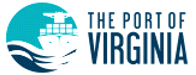 THE PORT OF
VIRGINIA